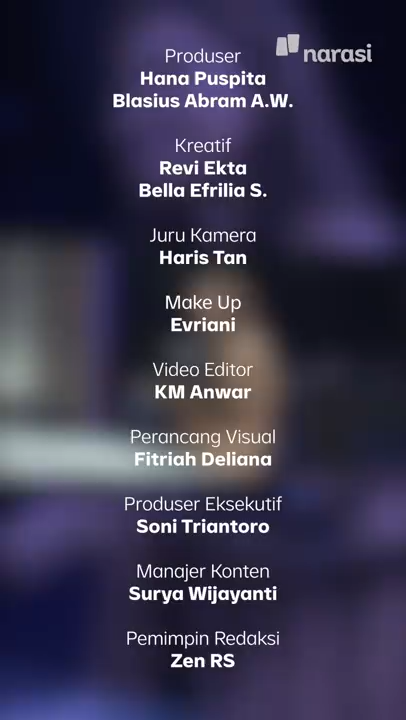 narasi
Produser
Hana Puspita
Blasius Abram A.W.
Kreatif
Revi Ekta
Bella Efrilia S.
Juru Kamera
Haris Tan
Make Up
Evriani
Video Editor
KM Anwar
Perancang Visual
Fitriah Deliana
Produser Eksekutif
Soni Triantoro
Manajer Konten
Surya Wijayanti
Pemimpin Redaksi
Zen RS